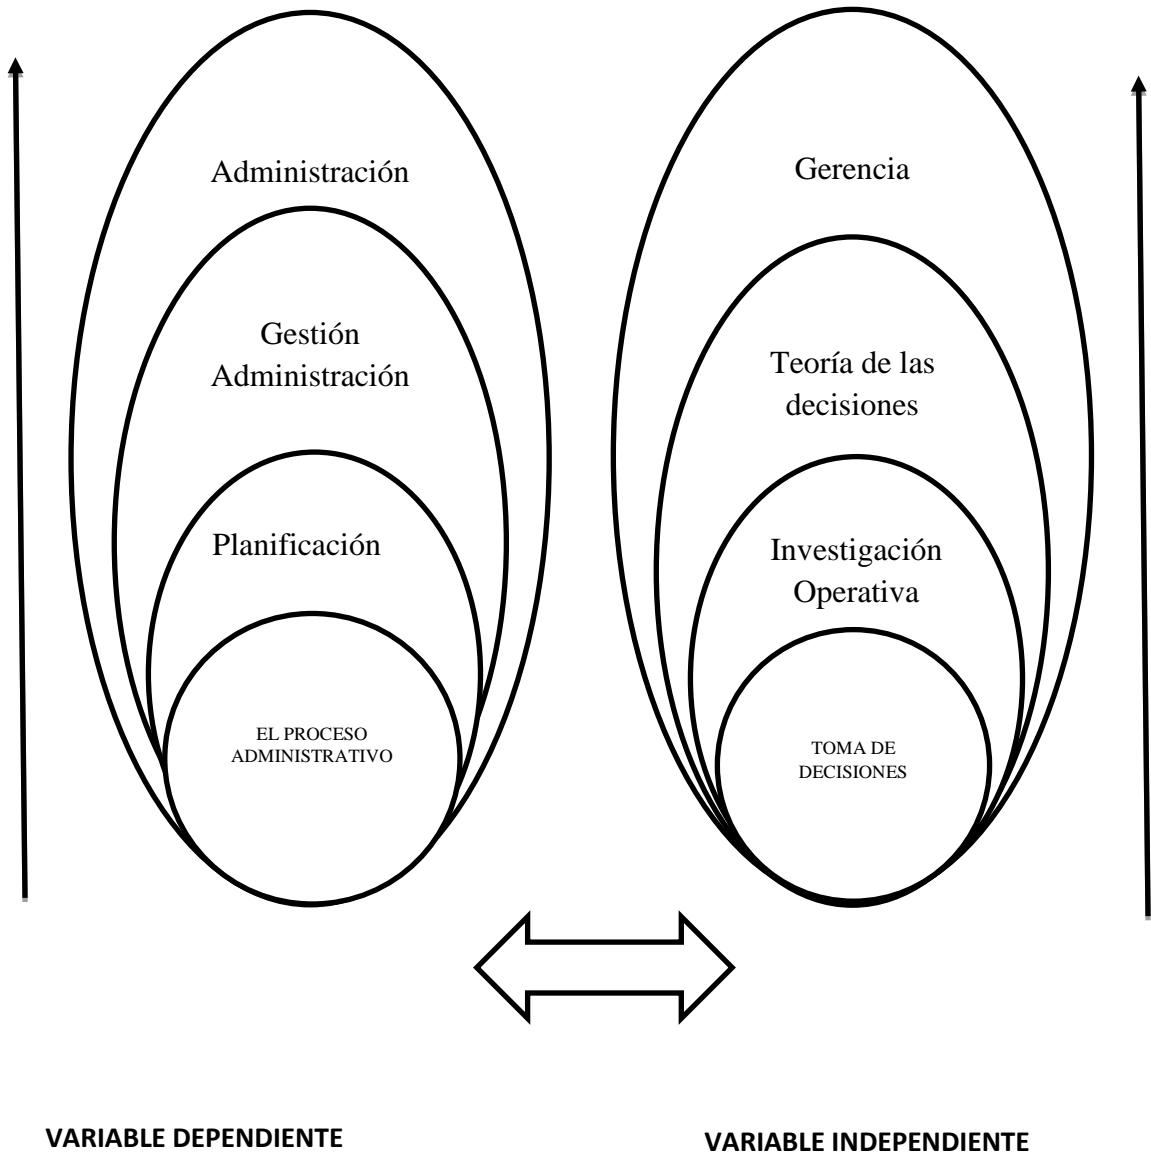 Administración
Gestión
Administración
Planificación
EL PROCESO
ADMINISTRATIVO
VARIABLE DEPENDIENTE
Gerencia
Teoría de las
decisiones
Investigación
Operativa
TOMA DE
DECISIONES
VARIABLE INDEPENDIENTE